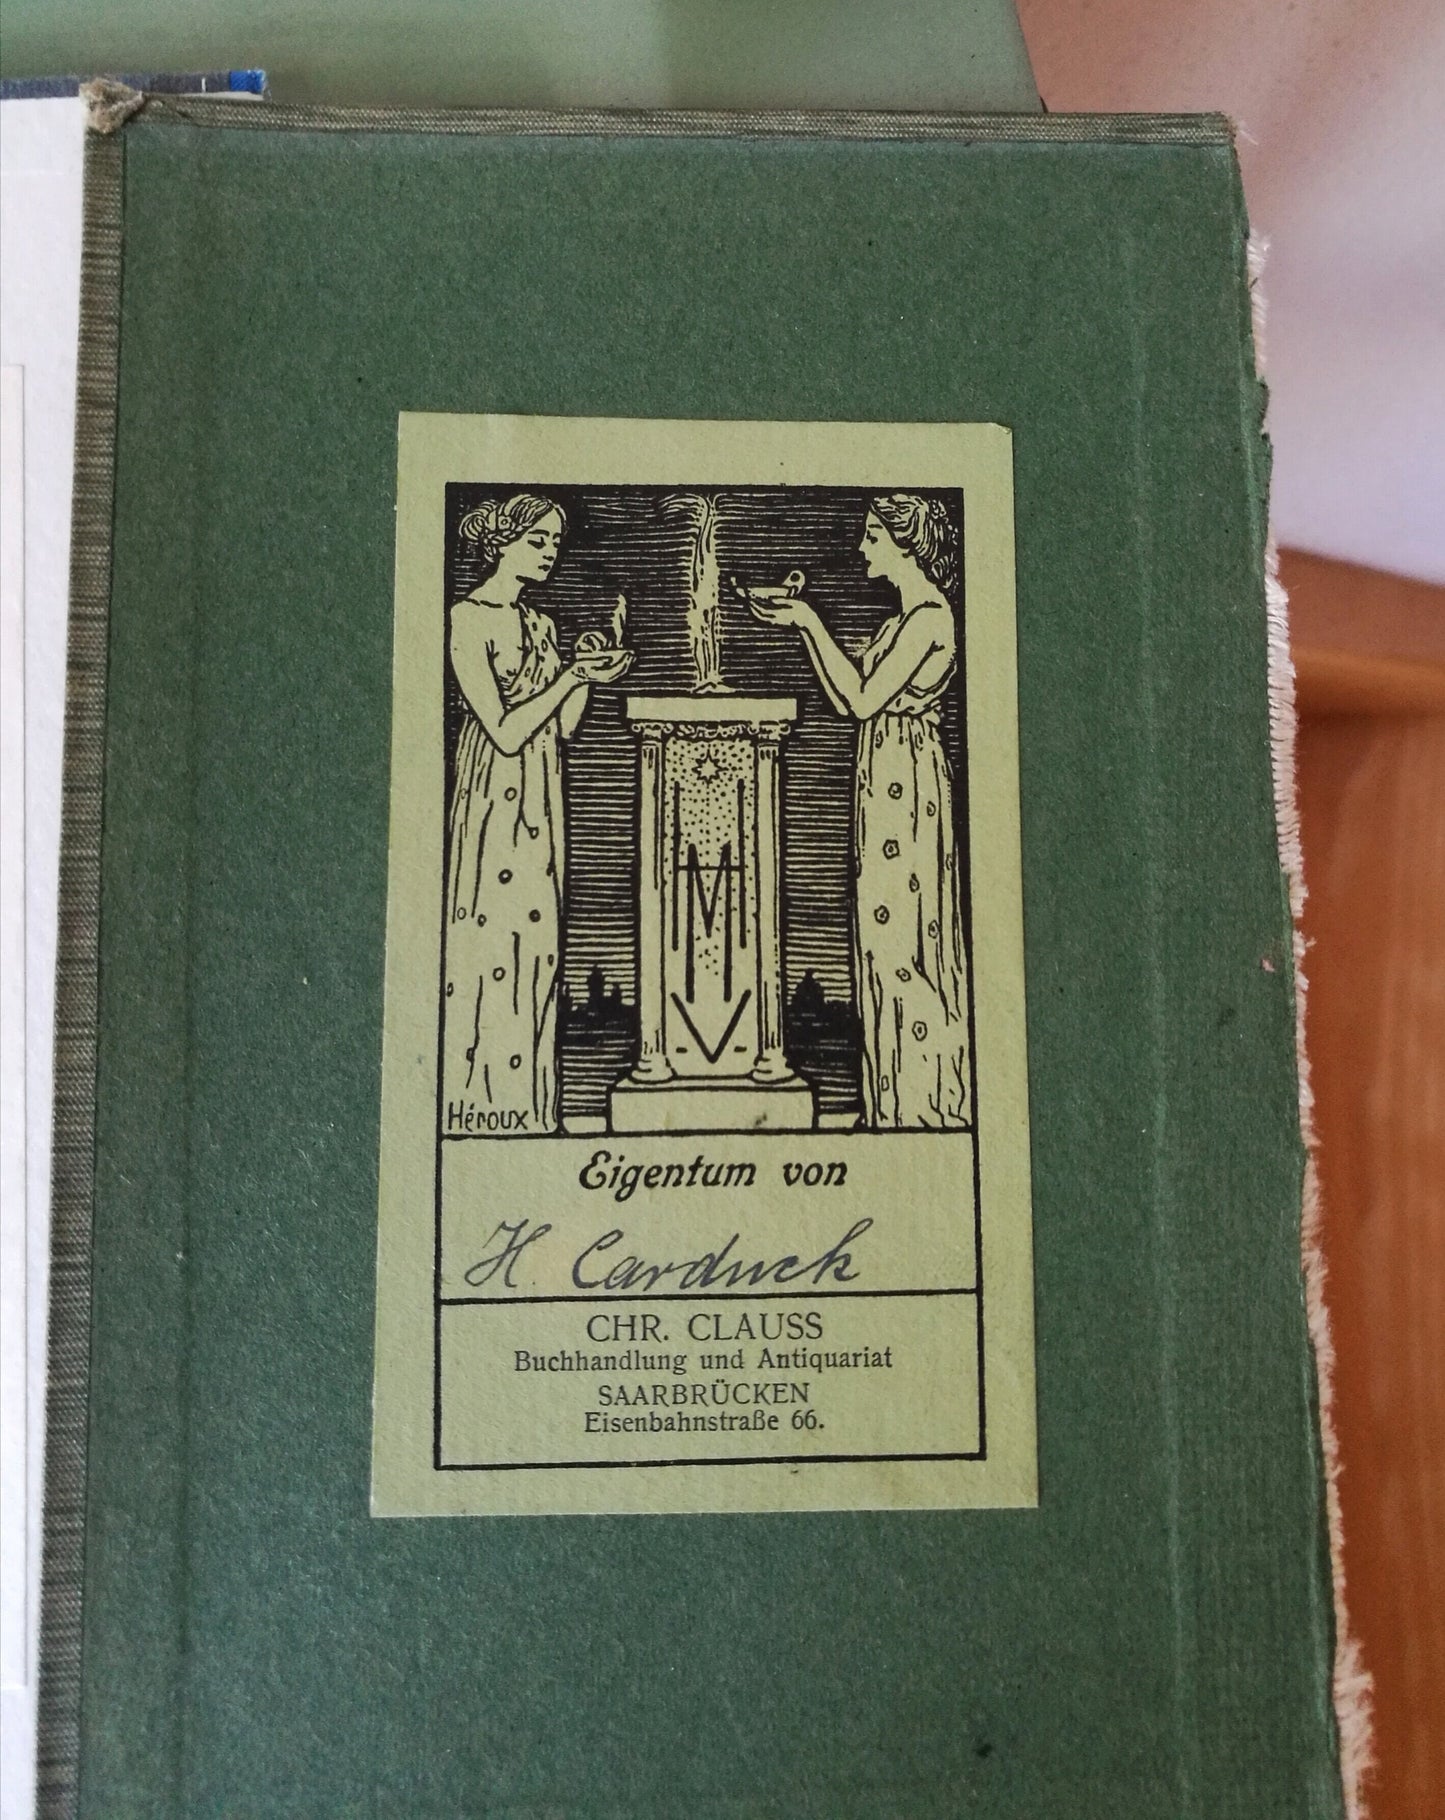 Héroux
Eigentum von
H. Carduck
CHR. CLAUSS
Buchhandlung und Antiquariat
SAARBRÜCKEN
Eisenbahnstraße 66.